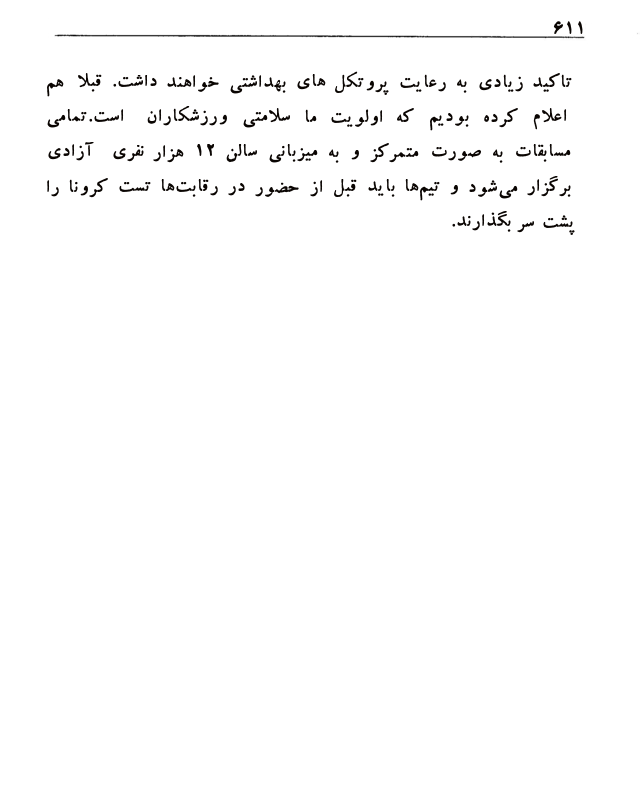 ۶۱۱
تاکید زیادی به رعایت پروتکل های بهداشتی خواهند داشت. قبلا هم
اعلام کرده بودیم که اولویت ما سلامتی ورزشکاران است.تمامی
مسابقات به صورت متمرکز و به میزبانی سالن ۱۲ هزار نفری آزادی
برگزار می‌شود و تیم‌ها باید قبل از حضور در رقابت‌ها تست کرونا را
پشت سر بگذارند.